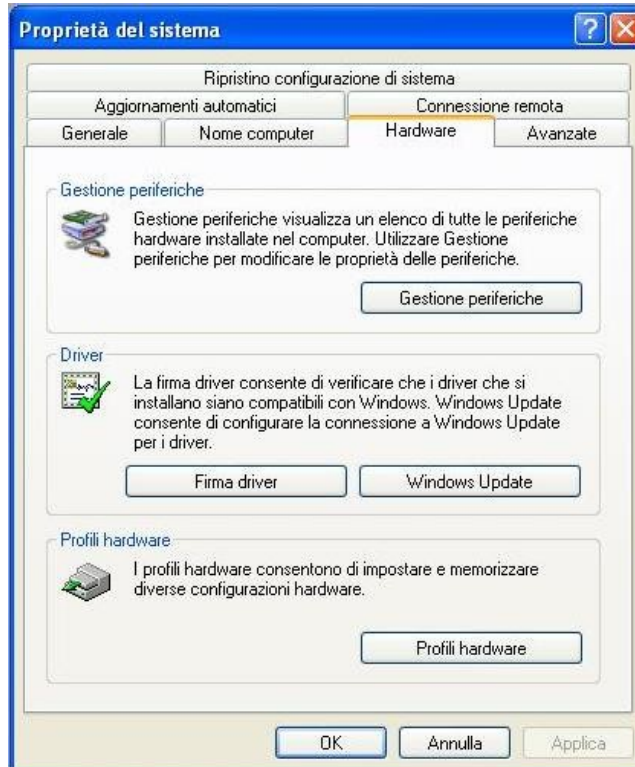 Proprietà del sistema
Ripristino configurazione di sistema
Aggiornamenti automatici Connessione remota
Generale Nome computer Hardware Avanzate
Gestione periferiche
Gestione periferiche visualizza un elenco di tutte le periferiche
hardware installate nel computer. Utilizzare Gestione
periferiche per modificare le proprietà delle periferiche.
Gestione periferiche
Driver
La firma driver consente di verificare che i driver che si
installano siano compatibili con Windows. Windows Update
consente di configurare la connessione a Windows Update
per i driver.
Firma driver Windows Update
Profili hardware
I profili hardware consentono di impostare e memorizzare
diverse configurazioni hardware.
Profili hardware
OK Annulla Applica